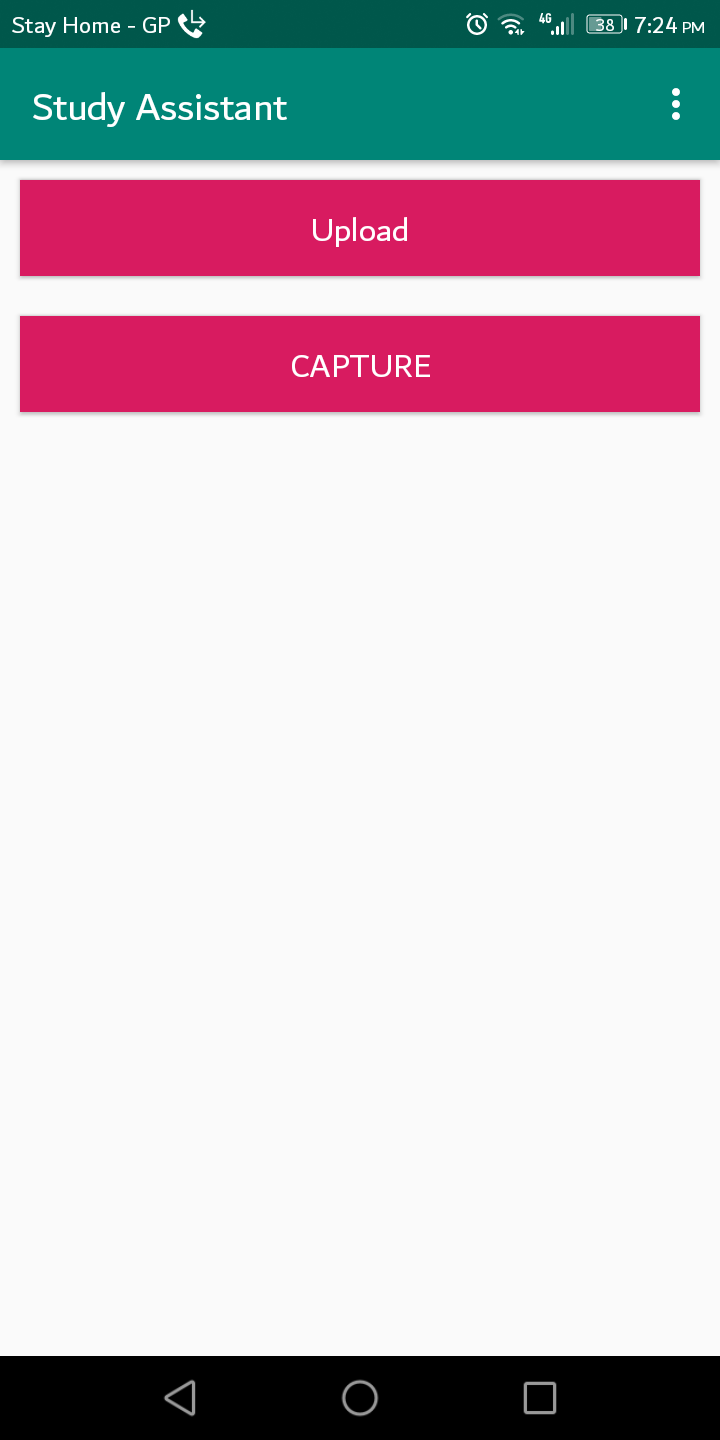 Stay Home - GP 4G 38 7:24 PM
Study Assistant
Upload
CAPTURE